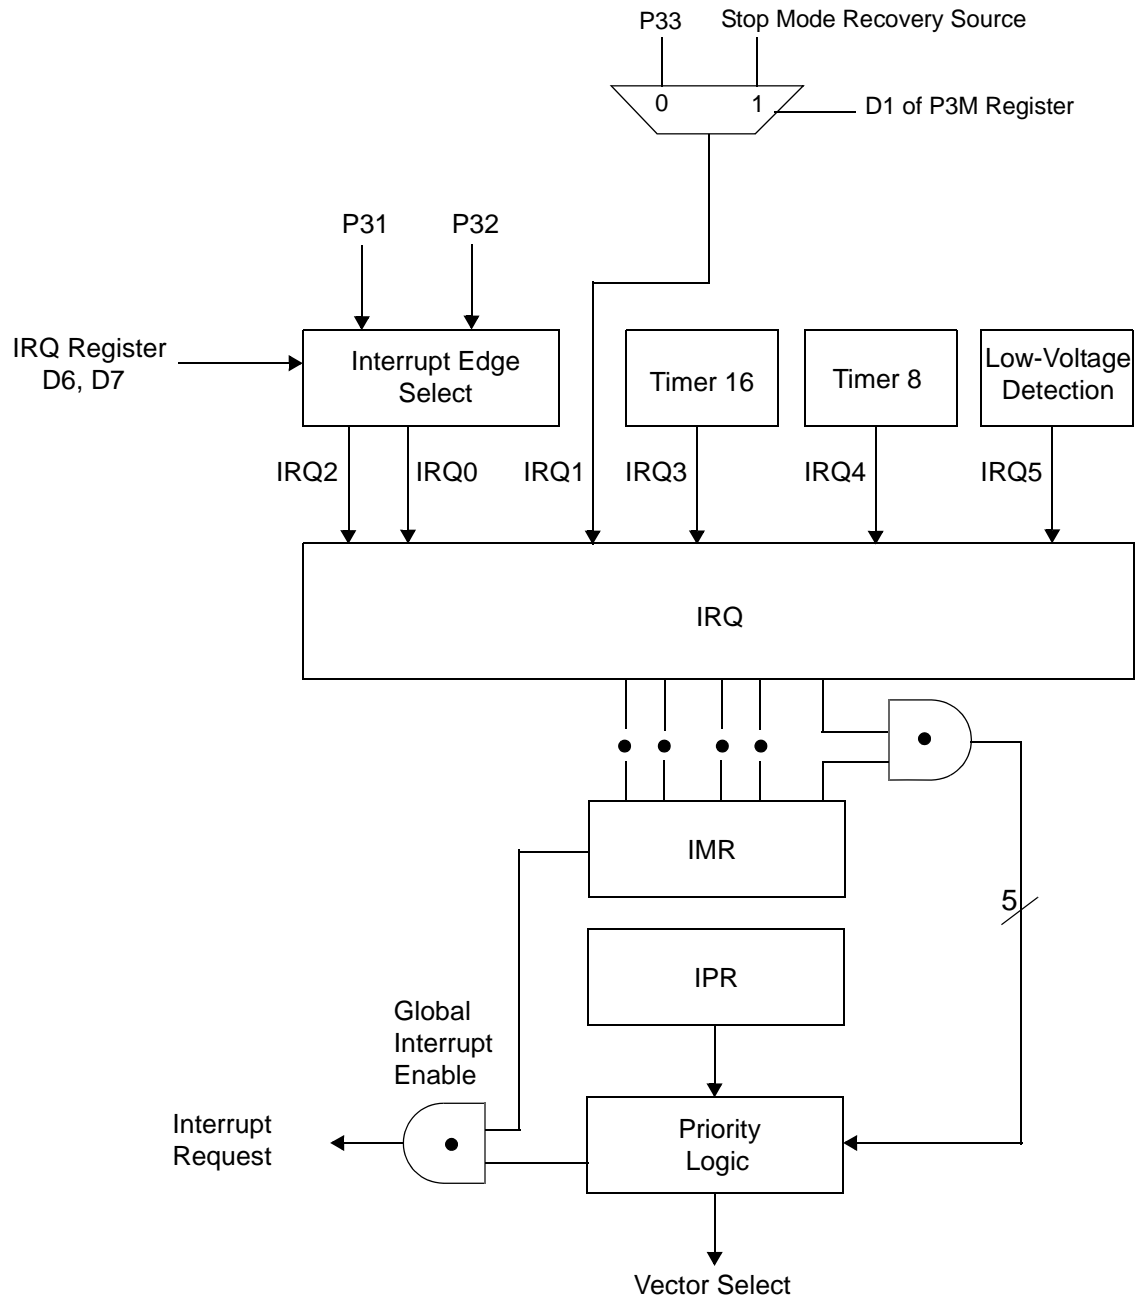 P33
Stop Mode Recovery Source
0
1
D1 of P3M Register
P31
P32
IRQ Register
D6, D7
Interrupt Edge
Select
Timer 16
Timer 8
Low-Voltage
Detection
IRQ2
IRQ0
IRQ1
IRQ3
IRQ4
IRQ5
IRQ
IMR
5
IPR
Global
Interrupt
Enable
Interrupt
Request
Priority
Logic
Vector Select